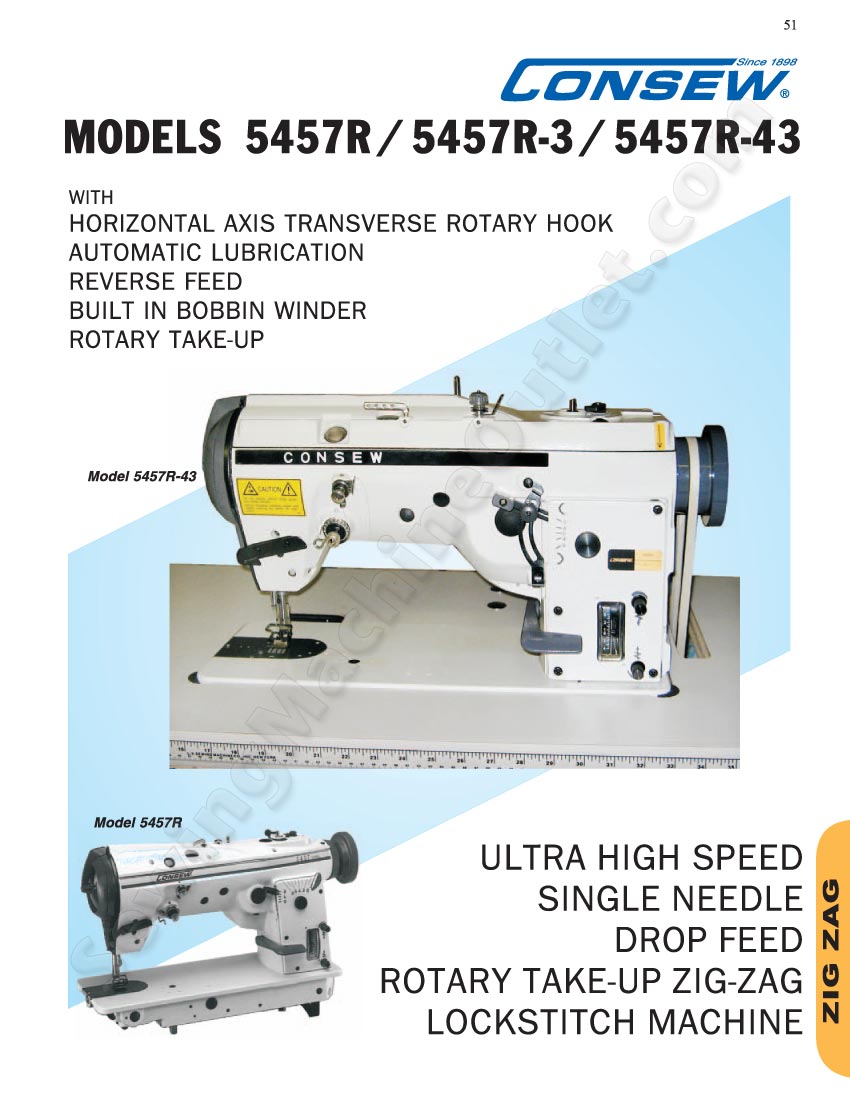 51
CONSEW®
Since 1898
MODELS 5457R / 5457R-3 / 5457R-43
WITH
HORIZONTAL AXIS TRANSVERSE ROTARY HOOK
AUTOMATIC LUBRICATION
REVERSE FEED
BUILT IN BOBBIN WINDER
ROTARY TAKE-UP
Model 5457R-43
CONSEW
CAUTION
Model 5457R
CONSEW
ULTRA HIGH SPEED
SINGLE NEEDLE
DROP FEED
ROTARY TAKE-UP ZIG-ZAG
LOCKSTITCH MACHINE
ZIG ZAG
SewingMachineoutlet.com